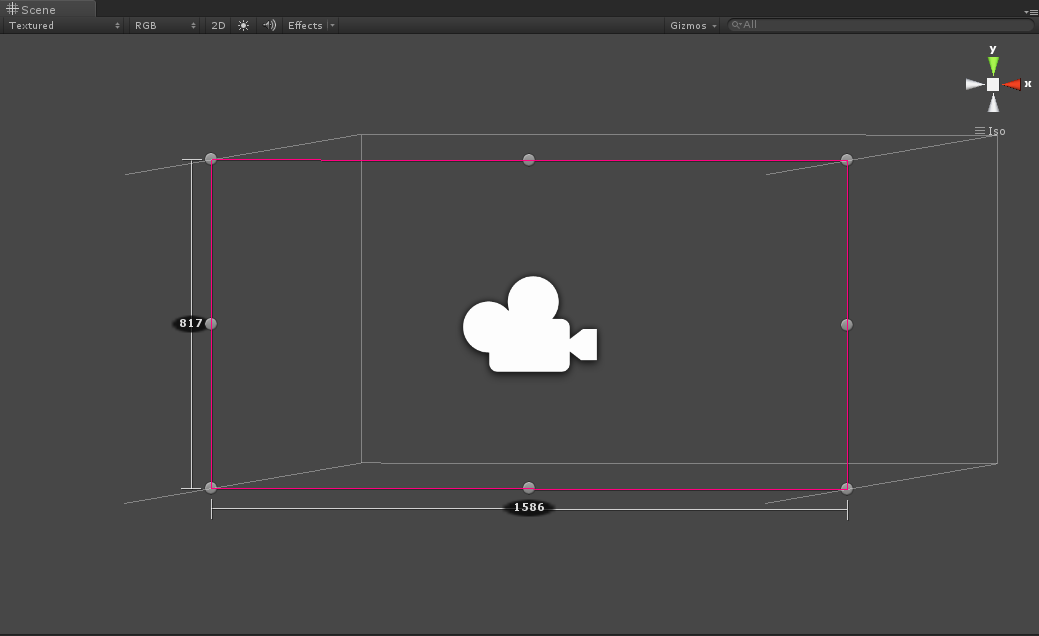 Scene
Textured RGB 2D Effects Gizmos All
y
x
Iso
817
1586